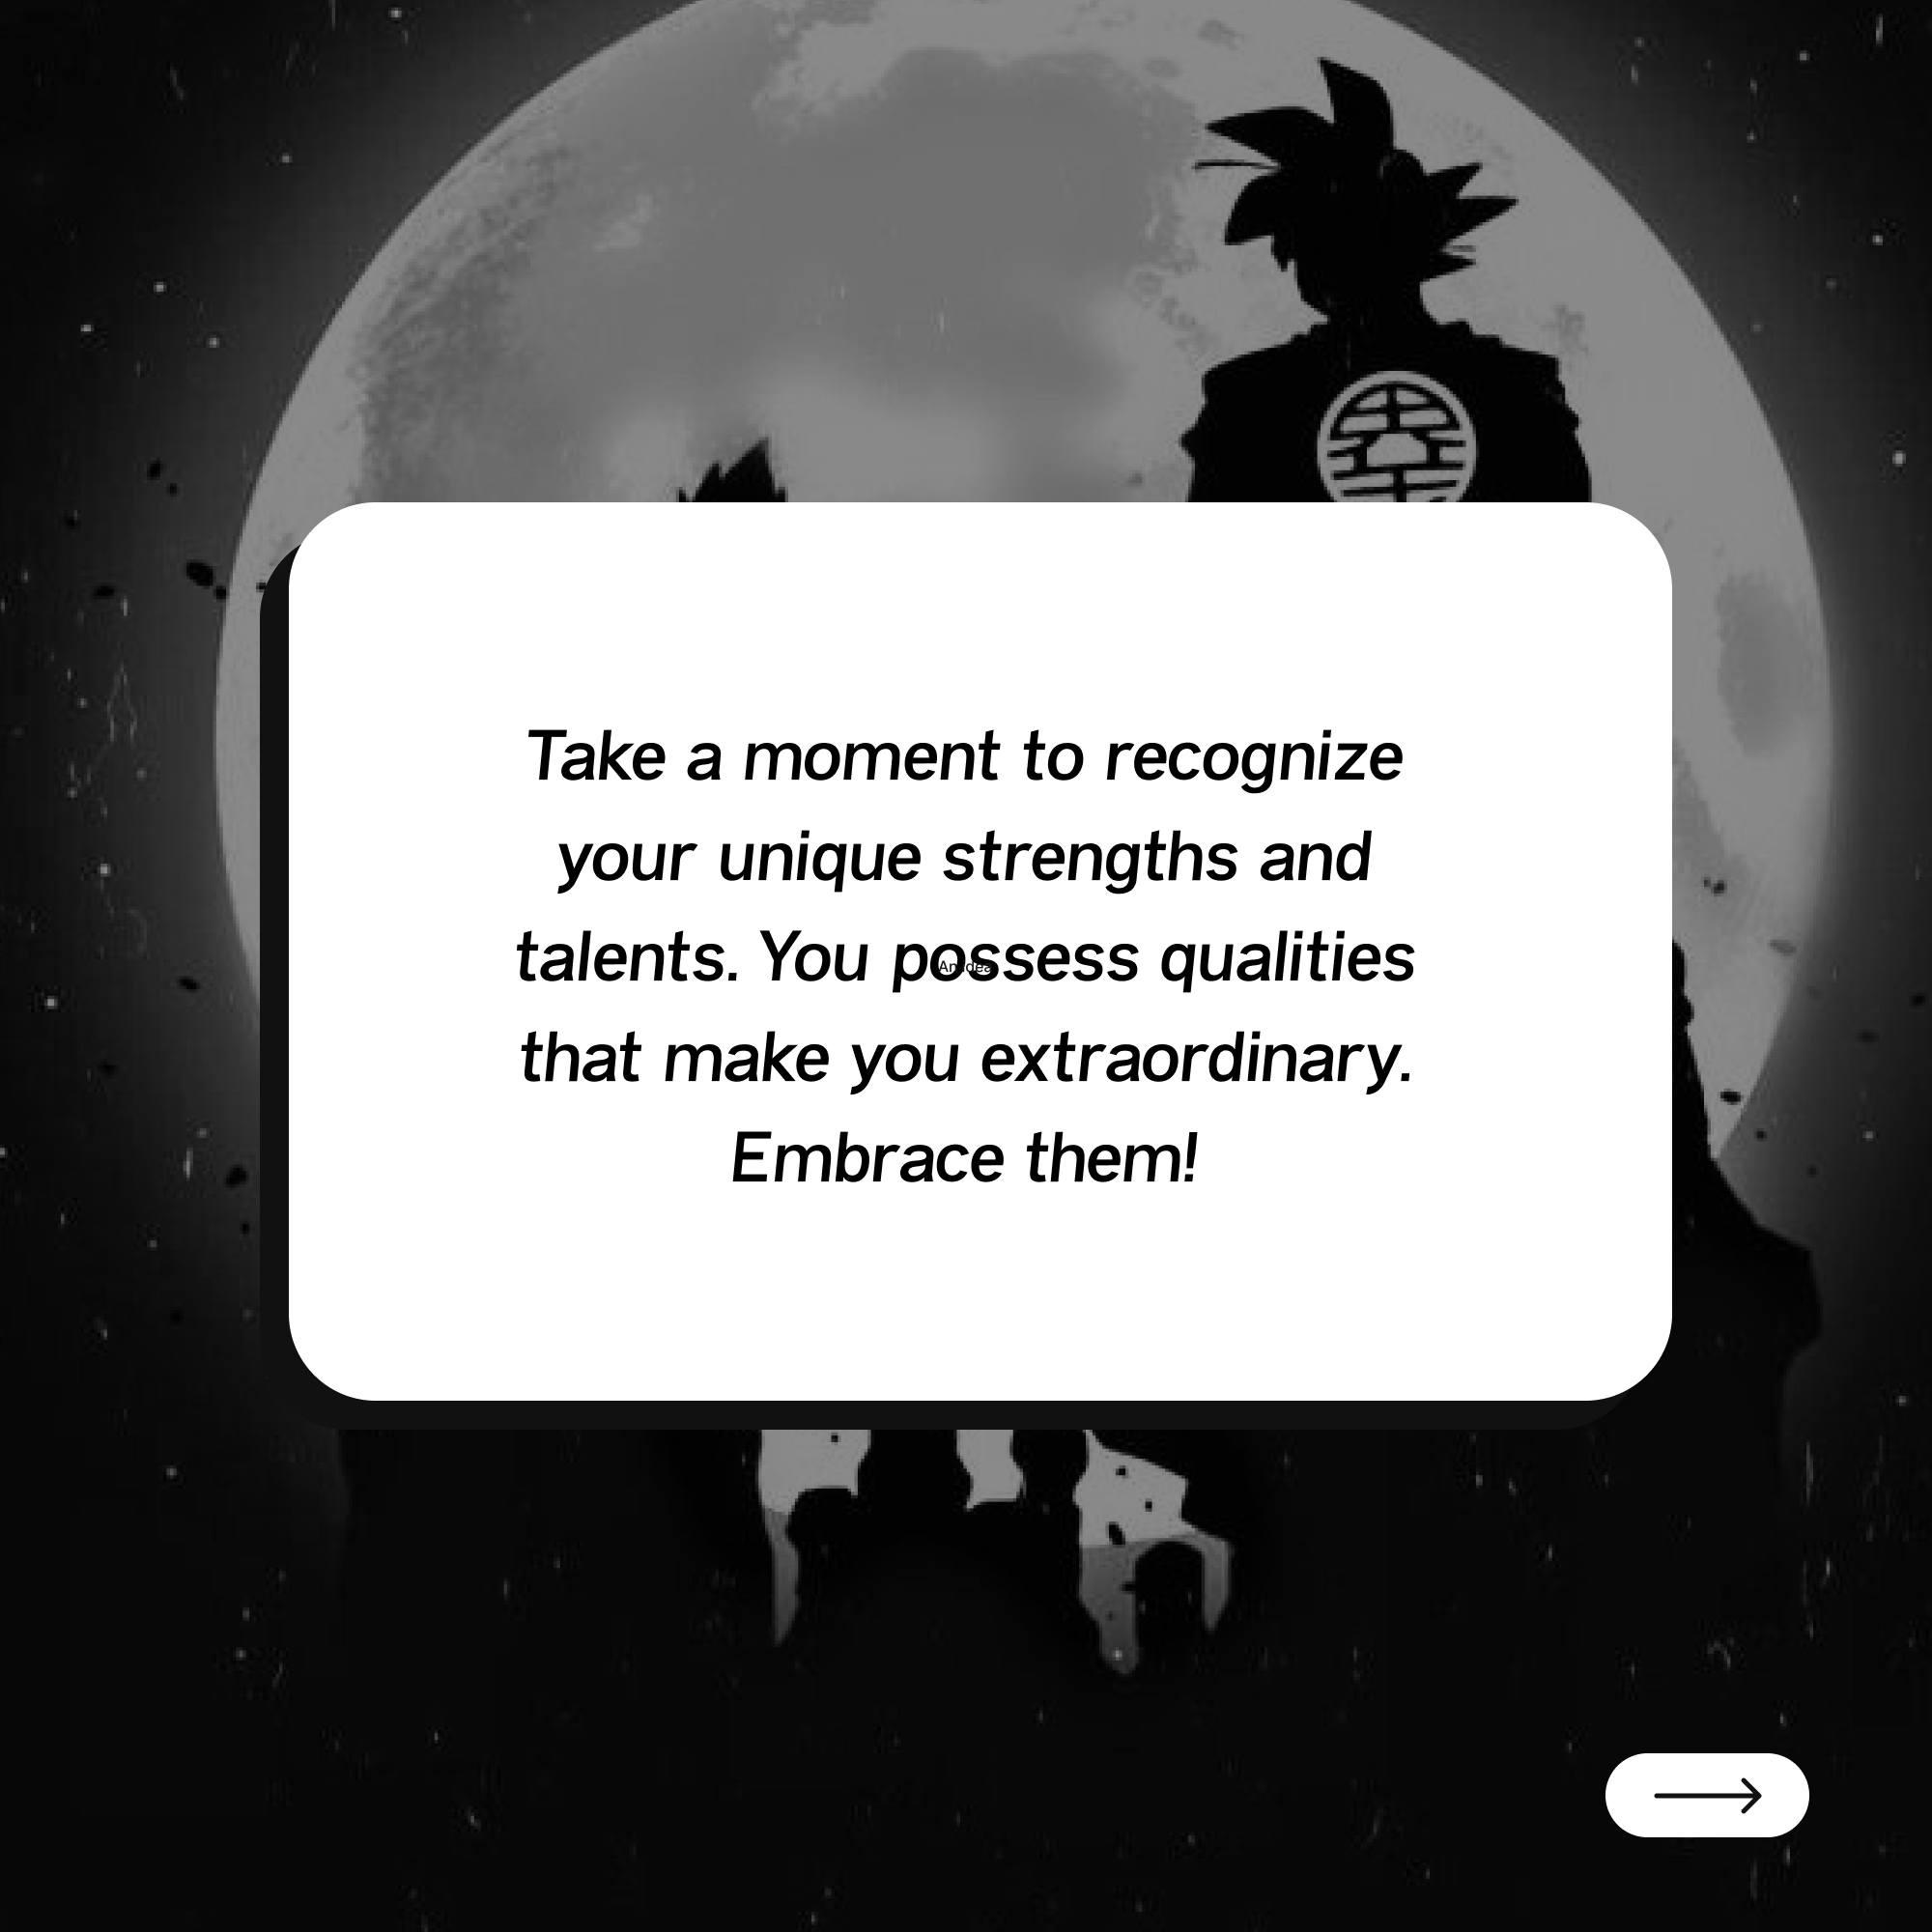 Take a moment to recognize
your unique strengths and
talents. You possess qualities
that make you extraordinary.
Embrace them!